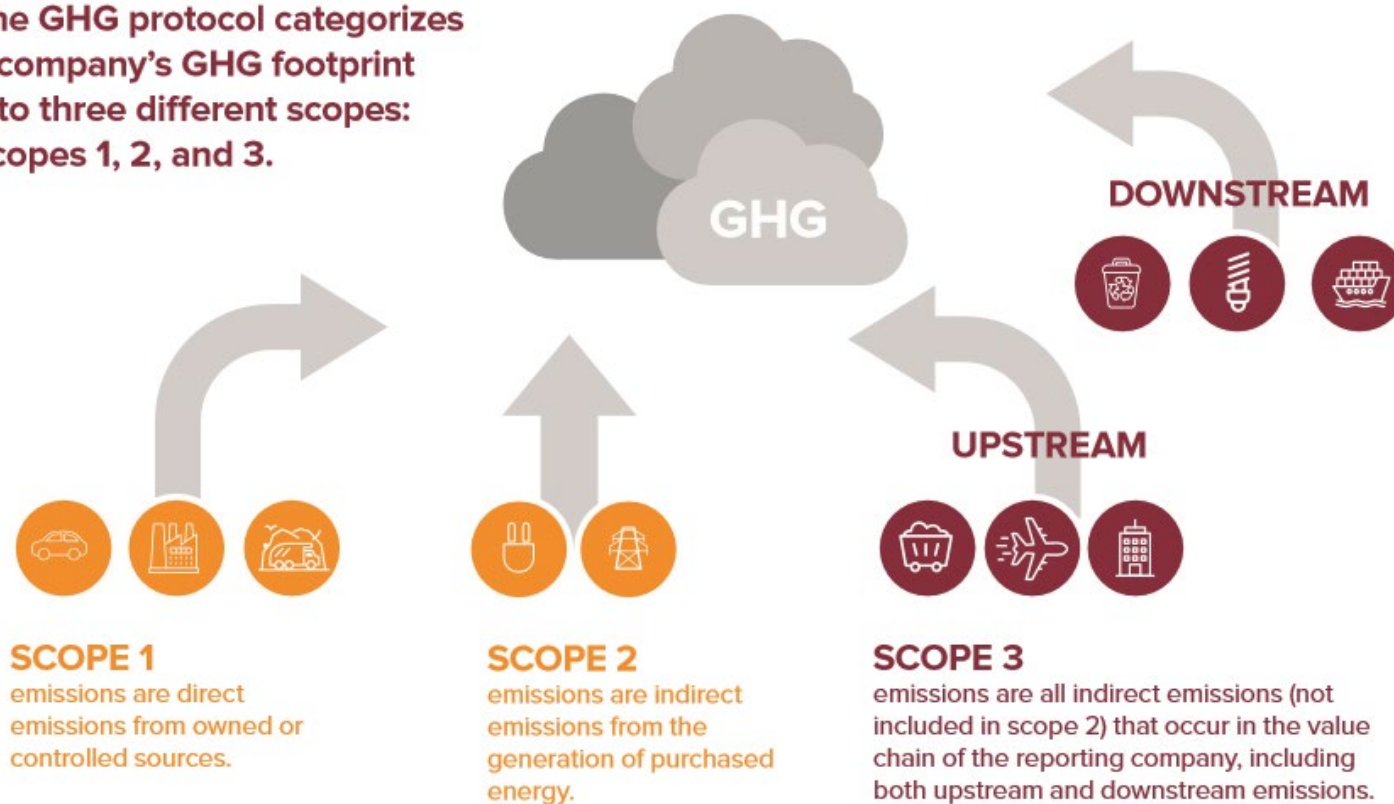 he GHG protocol categorizes
company's GHG footprint
to three different scopes:
copes 1, 2, and 3.
GHG
DOWNSTREAM
UPSTREAM
SCOPE 1
emissions are direct
emissions from owned or
controlled sources.
SCOPE 2
emissions are indirect
emissions from the
generation of purchased
energy.
SCOPE 3
emissions are all indirect emissions (not
included in scope 2) that occur in the value
chain of the reporting company, including
both upstream and downstream emissions.